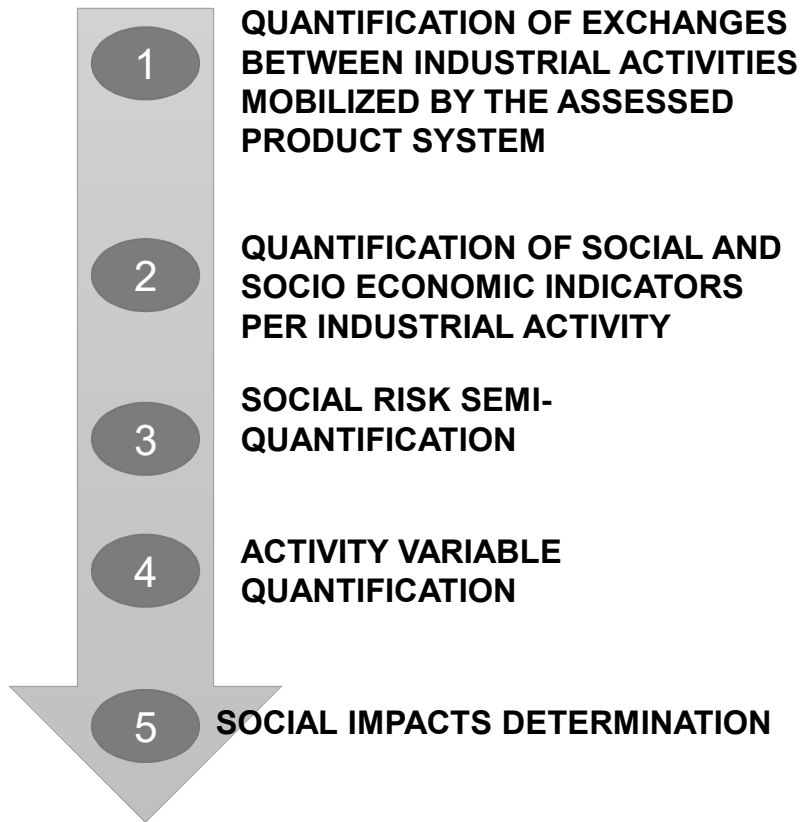 1
QUANTIFICATION OF EXCHANGES
BETWEEN INDUSTRIAL ACTIVITIES
MOBILIZED BY THE ASSESSED
PRODUCT SYSTEM
2
QUANTIFICATION OF SOCIAL AND
SOCIO ECONOMIC INDICATORS
PER INDUSTRIAL ACTIVITY
3
SOCIAL RISK SEMI-
QUANTIFICATION
4
ACTIVITY VARIABLE
QUANTIFICATION
5
SOCIAL IMPACTS DETERMINATION